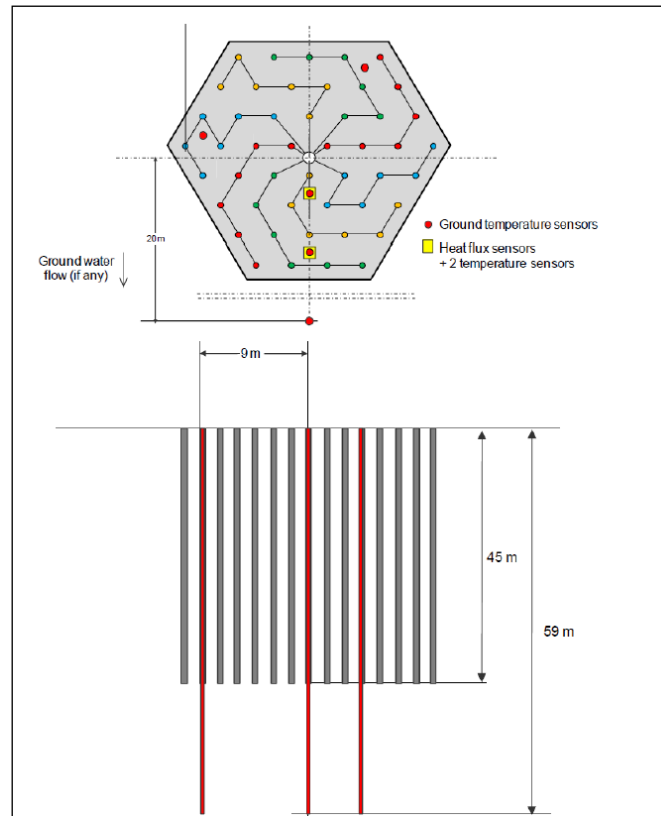 20m
Ground water
flow (if any)
Ground temperature sensors
Heat flux sensors
+ 2 temperature sensors
9 m
45 m
59 m